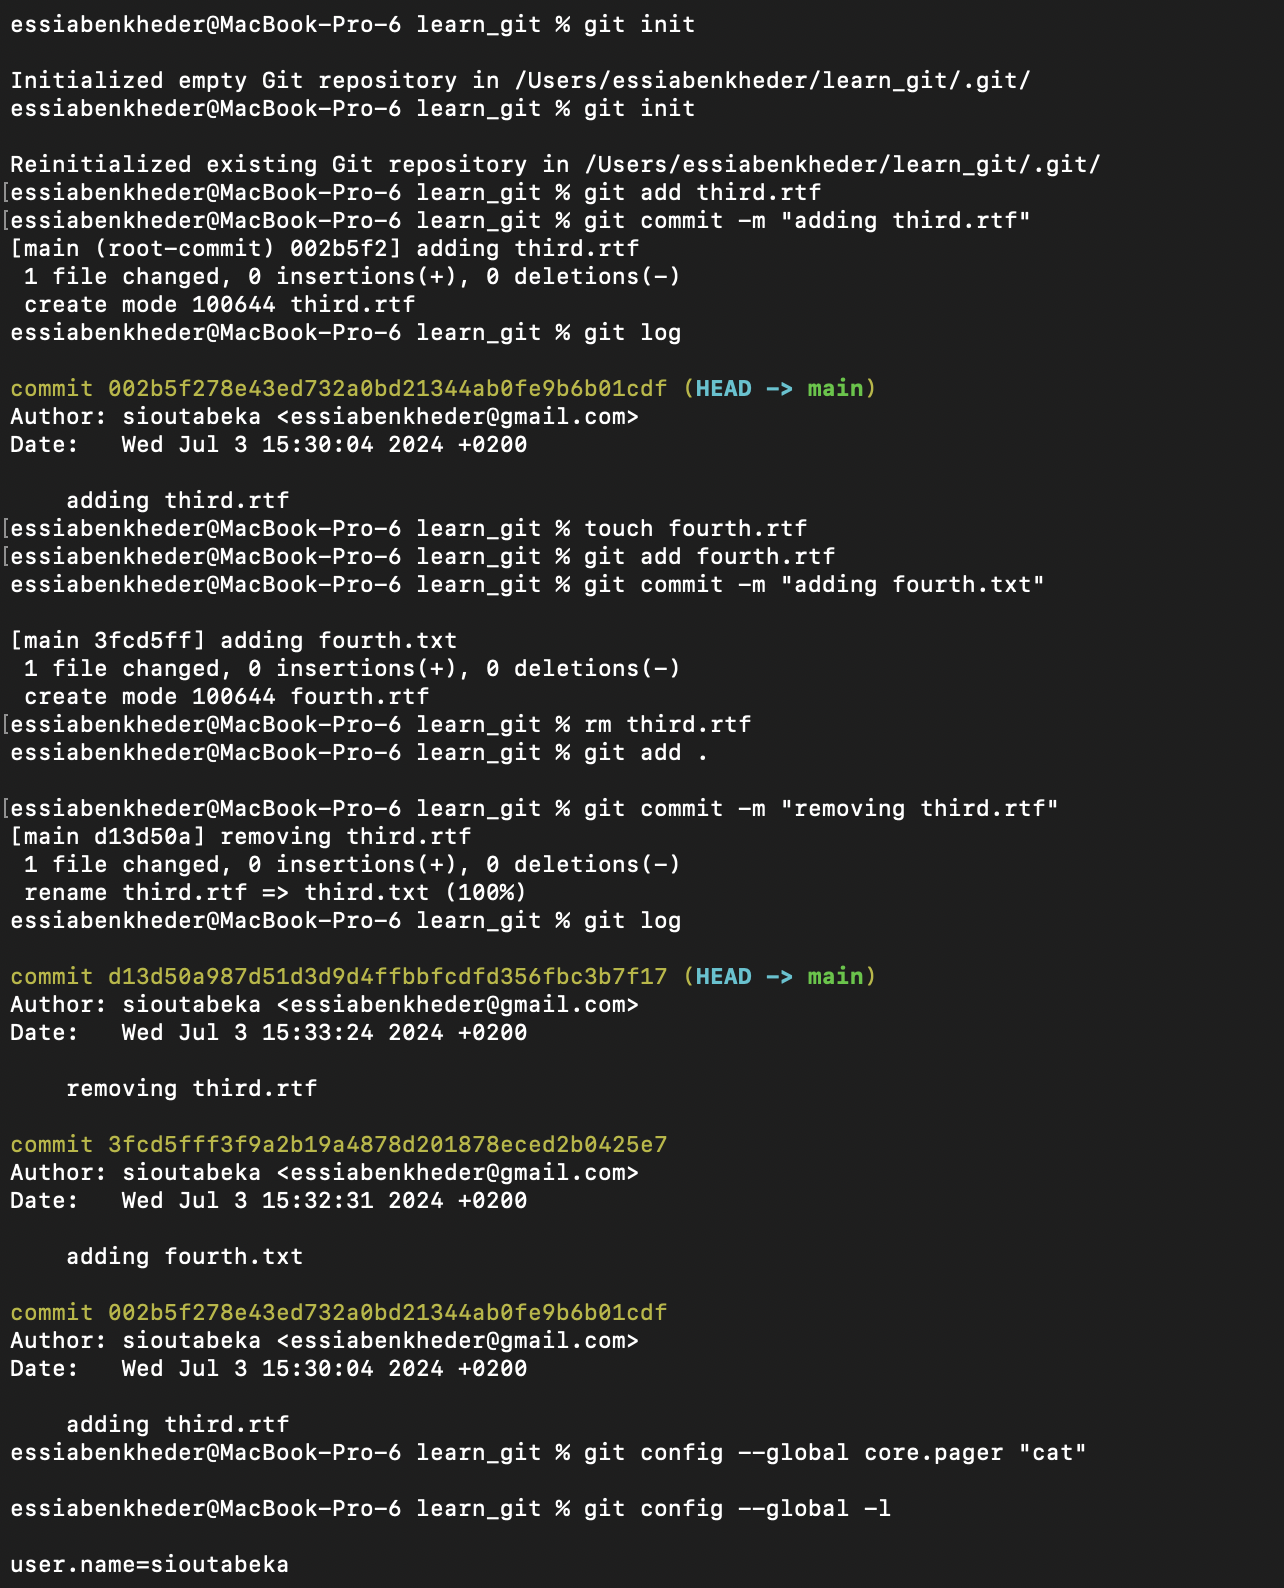 essiabenkheder@MacBook-Pro-6 learn_git % git init
Initialized empty Git repository in /Users/essiabenkheder/learn_git/.git/
essiabenkheder@MacBook-Pro-6 learn_git % git init
Reinitialized existing Git repository in /Users/essiabenkheder/learn_git/.git/
[essiabenkheder@MacBook-Pro-6 learn_git % git add third.rtf
[essiabenkheder@MacBook-Pro-6 learn_git % git commit -m "adding third.rtf"
[main (root-commit) 002b5f2] adding third.rtf
 1 file changed, 0 insertions(+), 0 deletions(-)
 create mode 100644 third.rtf
essiabenkheder@MacBook-Pro-6 learn_git % git log
commit 002b5f278e43ed732a0bd21344ab0fe9b6b01cdf (HEAD -> main)
Author: sioutabeka <essiabenkheder@gmail.com>
Date:   Wed Jul 3 15:30:04 2024 +0200
    adding third.rtf
[essiabenkheder@MacBook-Pro-6 learn_git % touch fourth.rtf
[essiabenkheder@MacBook-Pro-6 learn_git % git add fourth.rtf
essiabenkheder@MacBook-Pro-6 learn_git % git commit -m "adding fourth.txt"
[main 3fcd5ff] adding fourth.txt
 1 file changed, 0 insertions(+), 0 deletions(-)
 create mode 100644 fourth.rtf
[essiabenkheder@MacBook-Pro-6 learn_git % rm third.rtf
essiabenkheder@MacBook-Pro-6 learn_git % git add .
[essiabenkheder@MacBook-Pro-6 learn_git % git commit -m "removing third.rtf"
[main d13d50a] removing third.rtf
 1 file changed, 0 insertions(+), 0 deletions(-)
 rename third.rtf => third.txt (100%)
essiabenkheder@MacBook-Pro-6 learn_git % git log
commit d13d50a987d51d3d9d4ffbbfcdfd356fbc3b7f17 (HEAD -> main)
Author: sioutabeka <essiabenkheder@gmail.com>
Date:   Wed Jul 3 15:33:24 2024 +0200
    removing third.rtf
commit 3fcd5fff3f9a2b19a4878d201878eced2b0425e7
Author: sioutabeka <essiabenkheder@gmail.com>
Date:   Wed Jul 3 15:32:31 2024 +0200
    adding fourth.txt
commit 002b5f278e43ed732a0bd21344ab0fe9b6b01cdf
Author: sioutabeka <essiabenkheder@gmail.com>
Date:   Wed Jul 3 15:30:04 2024 +0200
    adding third.rtf
essiabenkheder@MacBook-Pro-6 learn_git % git config --global core.pager "cat"
essiabenkheder@MacBook-Pro-6 learn_git % git config --global -l
user.name=sioutabeka